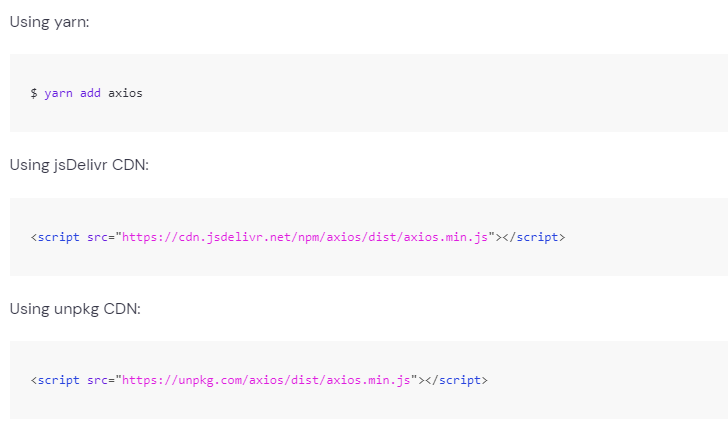 Using yarn:
$ yarn add axios
Using jsDelivr CDN:
<script src="https://cdn.jsdelivr.net/npm/axios/dist/axios.min.js"></script>
Using unpkg CDN:
<script src="https://unpkg.com/axios/dist/axios.min.js"></script>